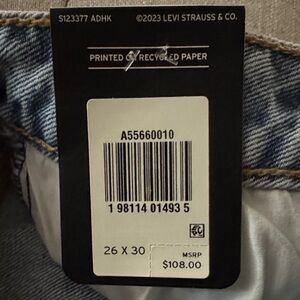 S123377 ADHK ©2023 LEVI STRAUSS & CO.
PRINTED ON RECYCLED PAPER
A55660010
1 98114 01493 5
26 X 30
MSRP
$108.00